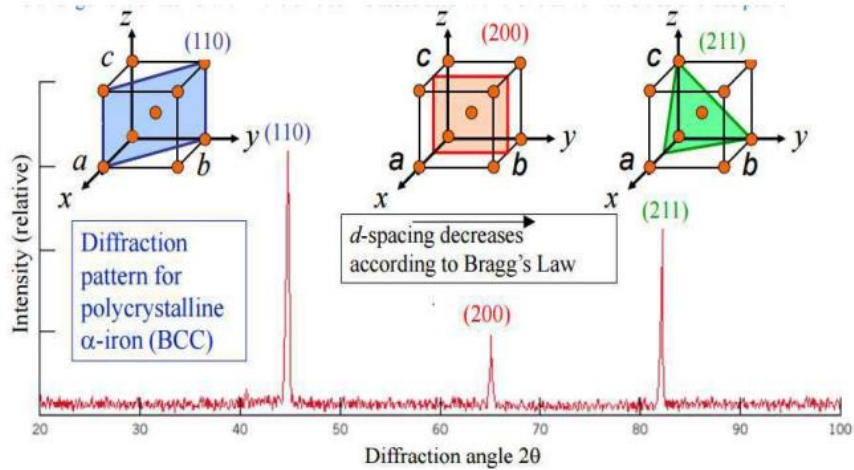 z
(110)
c
y
a
b
x
z
(200)
c
y
a
b
x
z
(211)
c
y
a
b
x
(110)
(200)
(211)
Diffraction
pattern for
polycrystalline
α-iron (BCC)
d-spacing decreases
according to Bragg's Law
Intensity (relative)
20 30 40 50 60 70 80 90 100
Diffraction angle 2θ